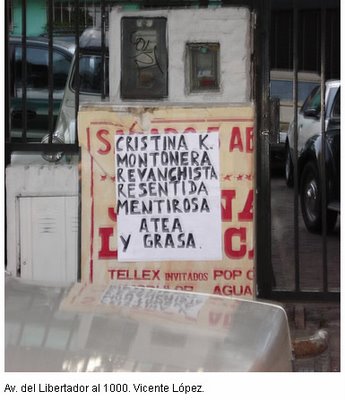 CRISTINA K.
MONTONERA
REVANCHISTA
RESENTIDA
MENTIROSA
ATEA
Y GRASA.
TELLEX INVITADOS POP
AGUA
Av. del Libertador al 1000. Vicente López.